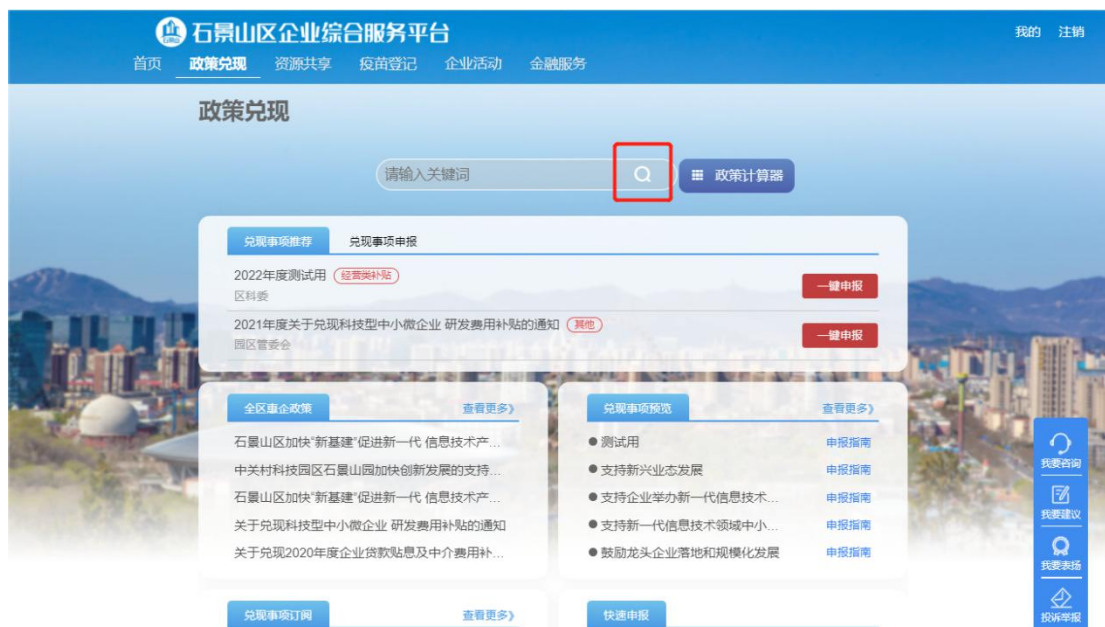 石景山区企业综合服务平台
我的 注销
首页 政策兑现 资源共享 疫苗登记 企业活动 金融服务
政策兑现
请输入关键词
政策计算器
兑现事项推荐 兑现事项申报
2022年度测试用 经营类补贴
区科委
一键申报
2021年度关于兑现科技型中小微企业 研发费用补贴的通知 其他
园区管委会
一键申报
全区重企政策 查看更多》
石景山区加快“新基建”促进新一代 信息技术产...
中关村科技园区石景山园加快创新发展的支持...
石景山区加快“新基建”促进新一代 信息技术产...
关于兑现科技型中小微企业 研发费用补贴的通知
关于兑现2020年度企业贷款贴息及中介费用补...
兑现事项预览 查看更多》
●测试用 申报指南
●支持新兴业态发展 申报指南
●支持企业举办新一代信息技术... 申报指南
●支持新一代信息技术领域中小... 申报指南
●鼓励龙头企业落地和规模化发展 申报指南
兑现事项订阅 查看更多》
快速申报
我要咨询
我要建议
我要表扬
投诉举报